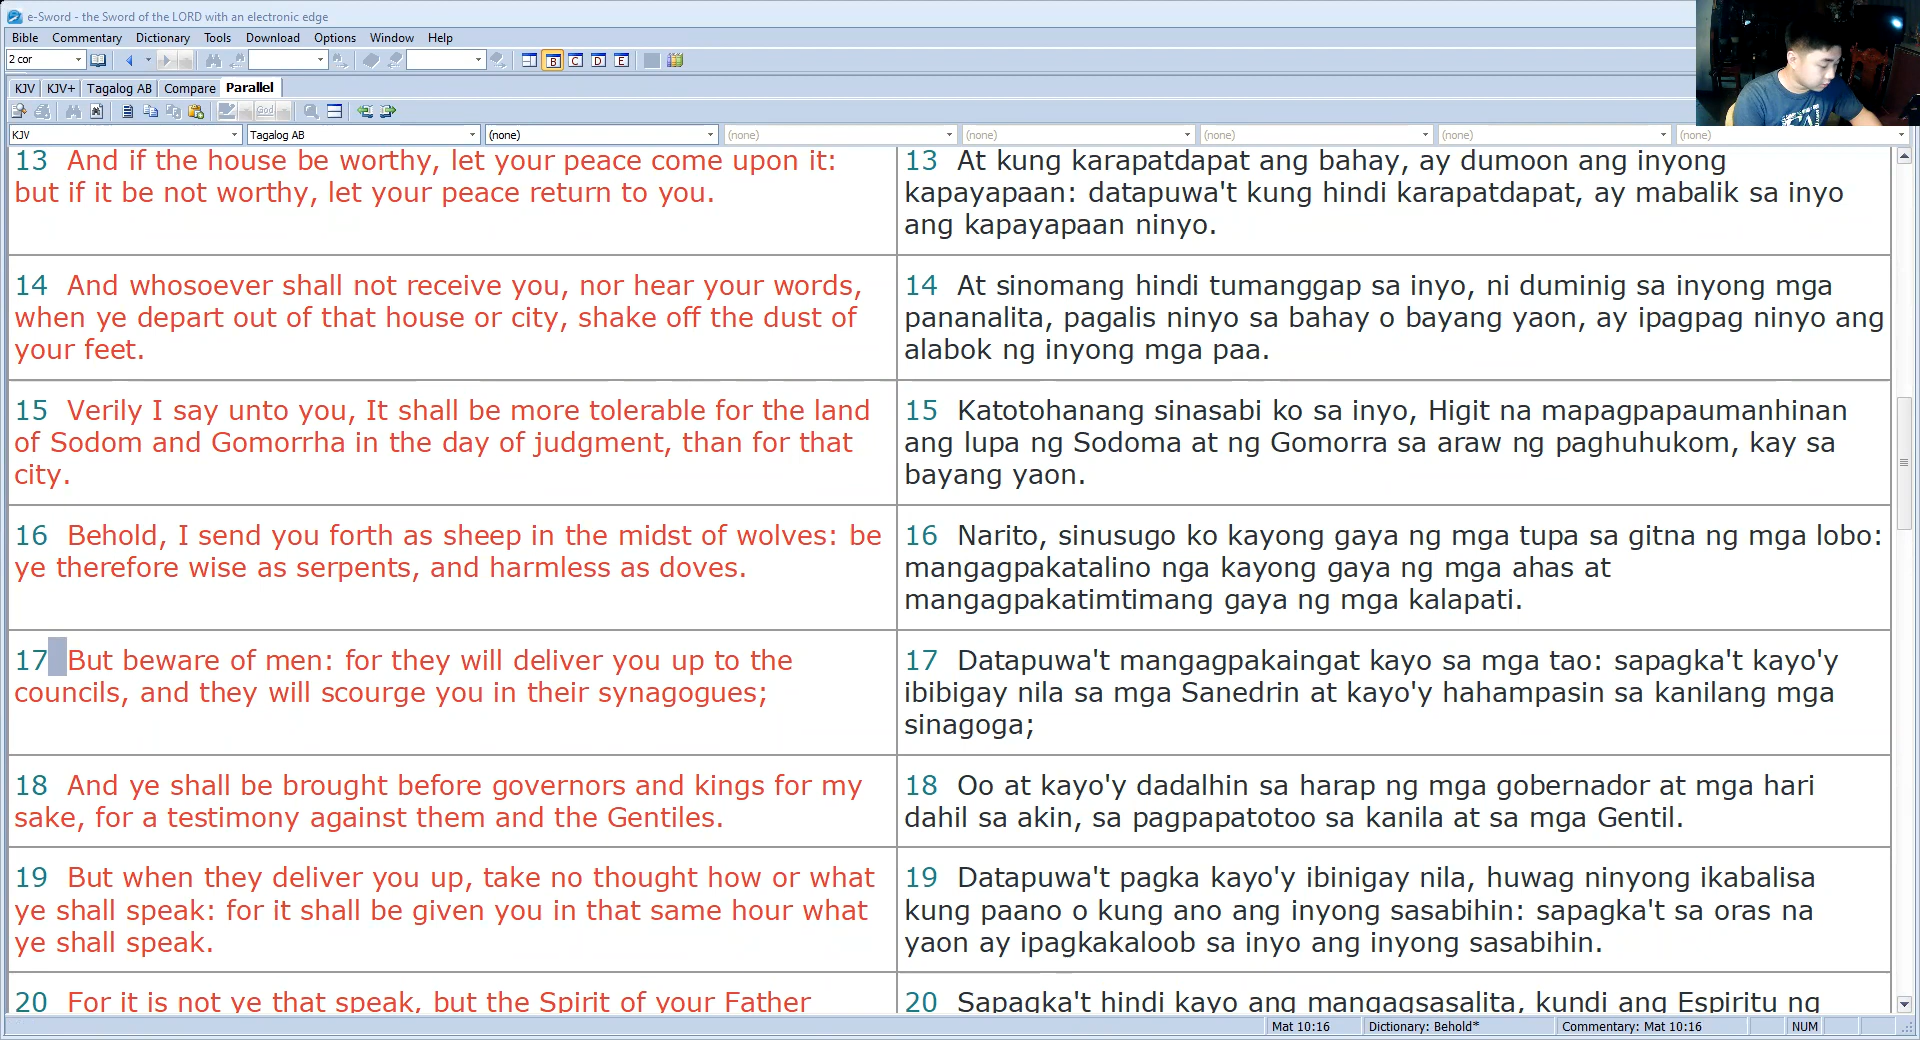 e-Sword - the Sword of the LORD with an electronic edge
Bible Commentary Dictionary Tools Download Options Window Help
2 cor
B C D E
KJV KJV+ Tagalog AB Compare Parallel
God
KJV Tagalog AB (none) (none) (none) (none) (none) (none)
13 And if the house be worthy, let your peace come upon it:
but if it be not worthy, let your peace return to you.
13 At kung karapatdapat ang bahay, ay dumoon ang inyong
kapayapaan: datapuwa't kung hindi karapatdapat, ay mabalik sa inyo
ang kapayapaan ninyo.
14 And whosoever shall not receive you, nor hear your words,
when ye depart out of that house or city, shake off the dust of
your feet.
14 At sinomang hindi tumanggap sa inyo, ni duminig sa inyong mga
pananalita, pagalis ninyo sa bahay o bayang yaon, ay ipagpag ninyo ang
alabok ng inyong mga paa.
15 Verily I say unto you, It shall be more tolerable for the land
of Sodom and Gomorrha in the day of judgment, than for that
city.
15 Katotohanang sinasabi ko sa inyo, Higit na mapagpapaumanhinan
ang lupa ng Sodoma at ng Gomorra sa araw ng paghuhukom, kay sa
bayang yaon.
16 Behold, I send you forth as sheep in the midst of wolves: be
ye therefore wise as serpents, and harmless as doves.
16 Narito, sinusugo ko kayong gaya ng mga tupa sa gitna ng mga lobo:
mangagpakatalino nga kayong gaya ng mga ahas at
mangagpakatimtimang gaya ng mga kalapati.
17 But beware of men: for they will deliver you up to the
councils, and they will scourge you in their synagogues;
17 Datapuwa't mangagpakaingat kayo sa mga tao: sapagka't kayo'y
ibibigay nila sa mga Sanedrin at kayo'y hahampasin sa kanilang mga
sinagoga;
18 And ye shall be brought before governors and kings for my
sake, for a testimony against them and the Gentiles.
18 Oo at kayo'y dadalhin sa harap ng mga gobernador at mga hari
dahil sa akin, sa pagpapatotoo sa kanila at sa mga Gentil.
19 But when they deliver you up, take no thought how or what
ye shall speak: for it shall be given you in that same hour what
ye shall speak.
19 Datapuwa't pagka kayo'y ibinigay nila, huwag ninyong ikabalisa
kung paano o kung ano ang inyong sasabihin: sapagka't sa oras na
yaon ay ipagkakaloob sa inyo ang inyong sasabihin.
20 For it is not ye that speak, but the Spirit of your Father
20 Sapagka't hindi kayo ang mangagsasalita, kundi ang Espiritu ng
Mat 10:16 Dictionary: Behold* Commentary: Mat 10:16 NUM